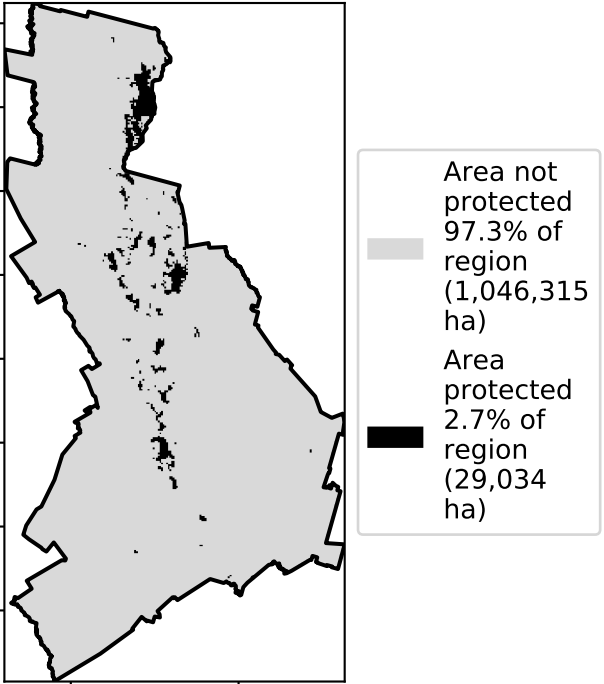 Area not
protected
97.3% of
region
(1,046,315
ha)
Area
protected
2.7% of
region
(29,034
ha)